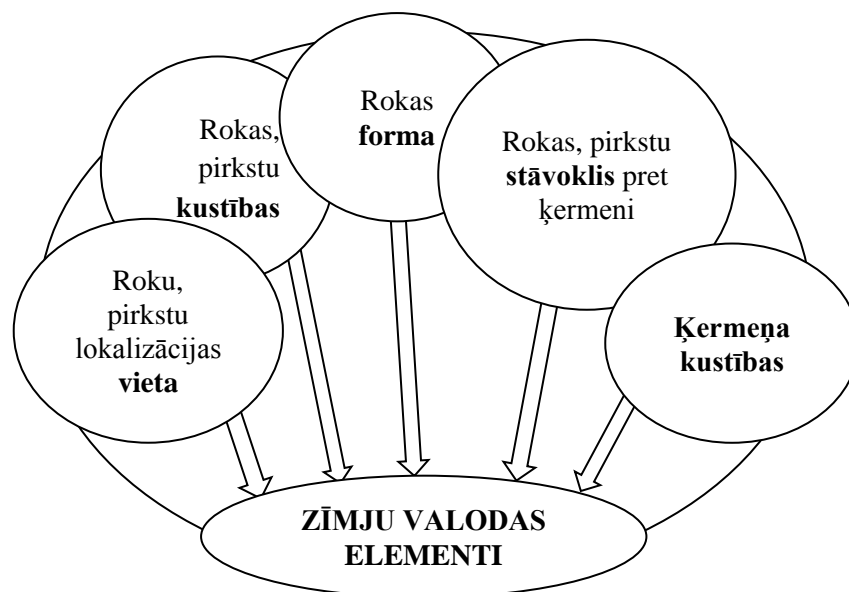 Roku,
pirkstu
lokalizācijas
vieta
Rokas,
pirkstu
kustības
Rokas
forma
Rokas, pirkstu
stāvoklis pret
ķermeni
Ķermeņa
kustības
ZĪMJU VALODAS
ELEMENTI